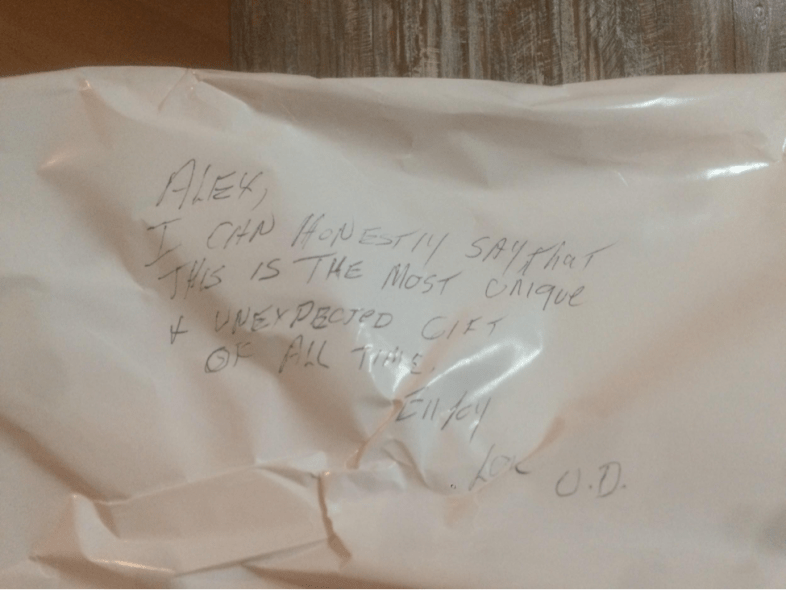 ALEX,
I CAN HONESTly SAY that
THIS IS THE MOST UNIque
+ UNEXPECTED GIFT
OF ALL TIME.
Enjoy
U.D.